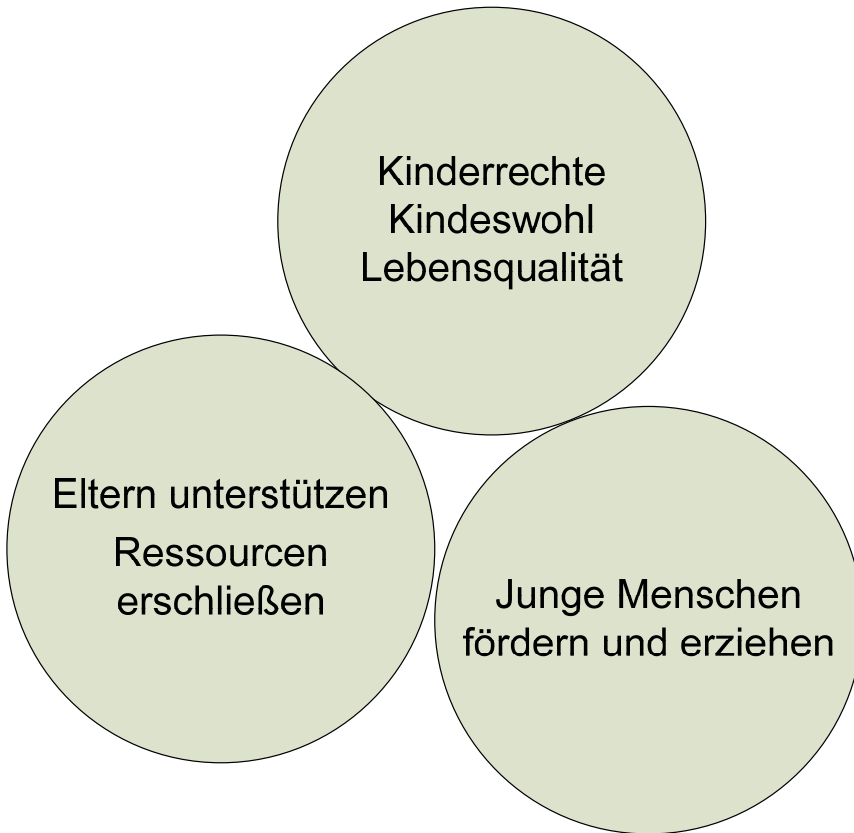 Kinderrechte
Kindeswohl
Lebensqualität
Eltern unterstützen
Ressourcen
erschließen
Junge Menschen
fördern und erziehen